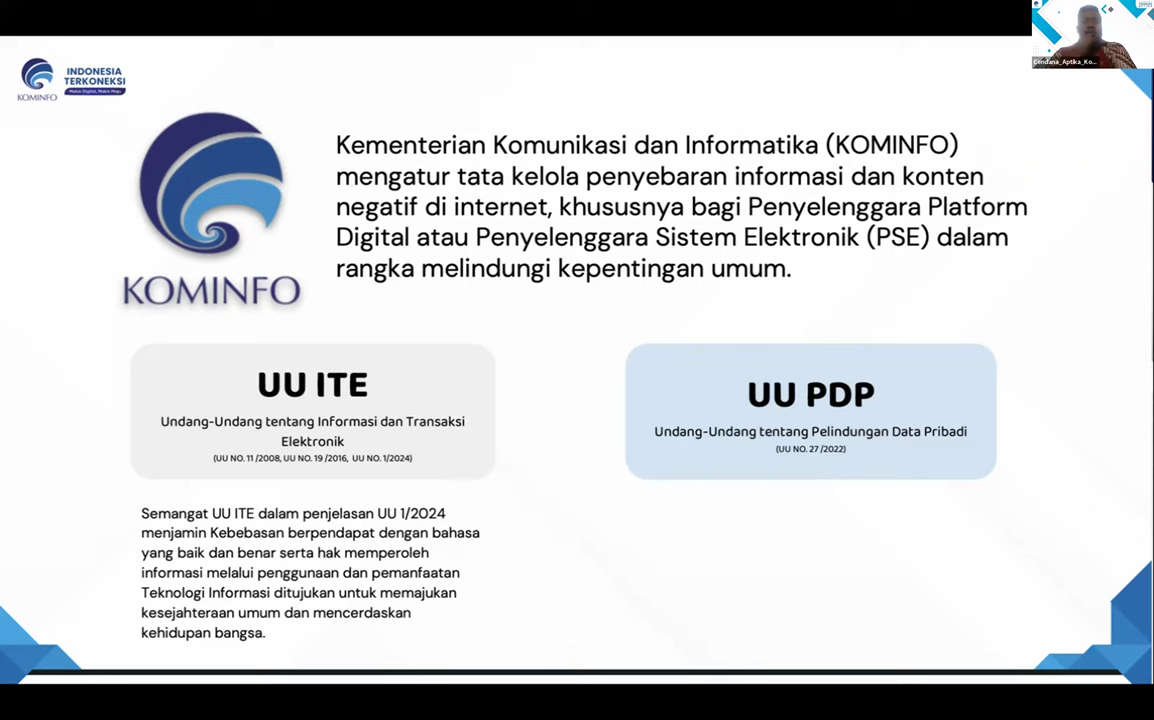 KOMINFO
INDONESIA
TERKONEKSI
Makin Digital, Makin Maju
Cendana_Aptika_Ko...
KOMINFO
Kementerian Komunikasi dan Informatika (KOMINFO)
mengatur tata kelola penyebaran informasi dan konten
negatif di internet, khususnya bagi Penyelenggara Platform
Digital atau Penyelenggara Sistem Elektronik (PSE) dalam
rangka melindungi kepentingan umum.
UU ITE
Undang-Undang tentang Informasi dan Transaksi
Elektronik
(UU NO. 11 /2008, UU NO. 19 /2016, UU NO. 1/2024)
UU PDP
Undang-Undang tentang Pelindungan Data Pribadi
(UU NO. 27 /2022)
Semangat UU ITE dalam penjelasan UU 1/2024
menjamin Kebebasan berpendapat dengan bahasa
yang baik dan benar serta hak memperoleh
informasi melalui penggunaan dan pemanfaatan
Teknologi Informasi ditujukan untuk memajukan
kesejahteraan umum dan mencerdaskan
kehidupan bangsa.